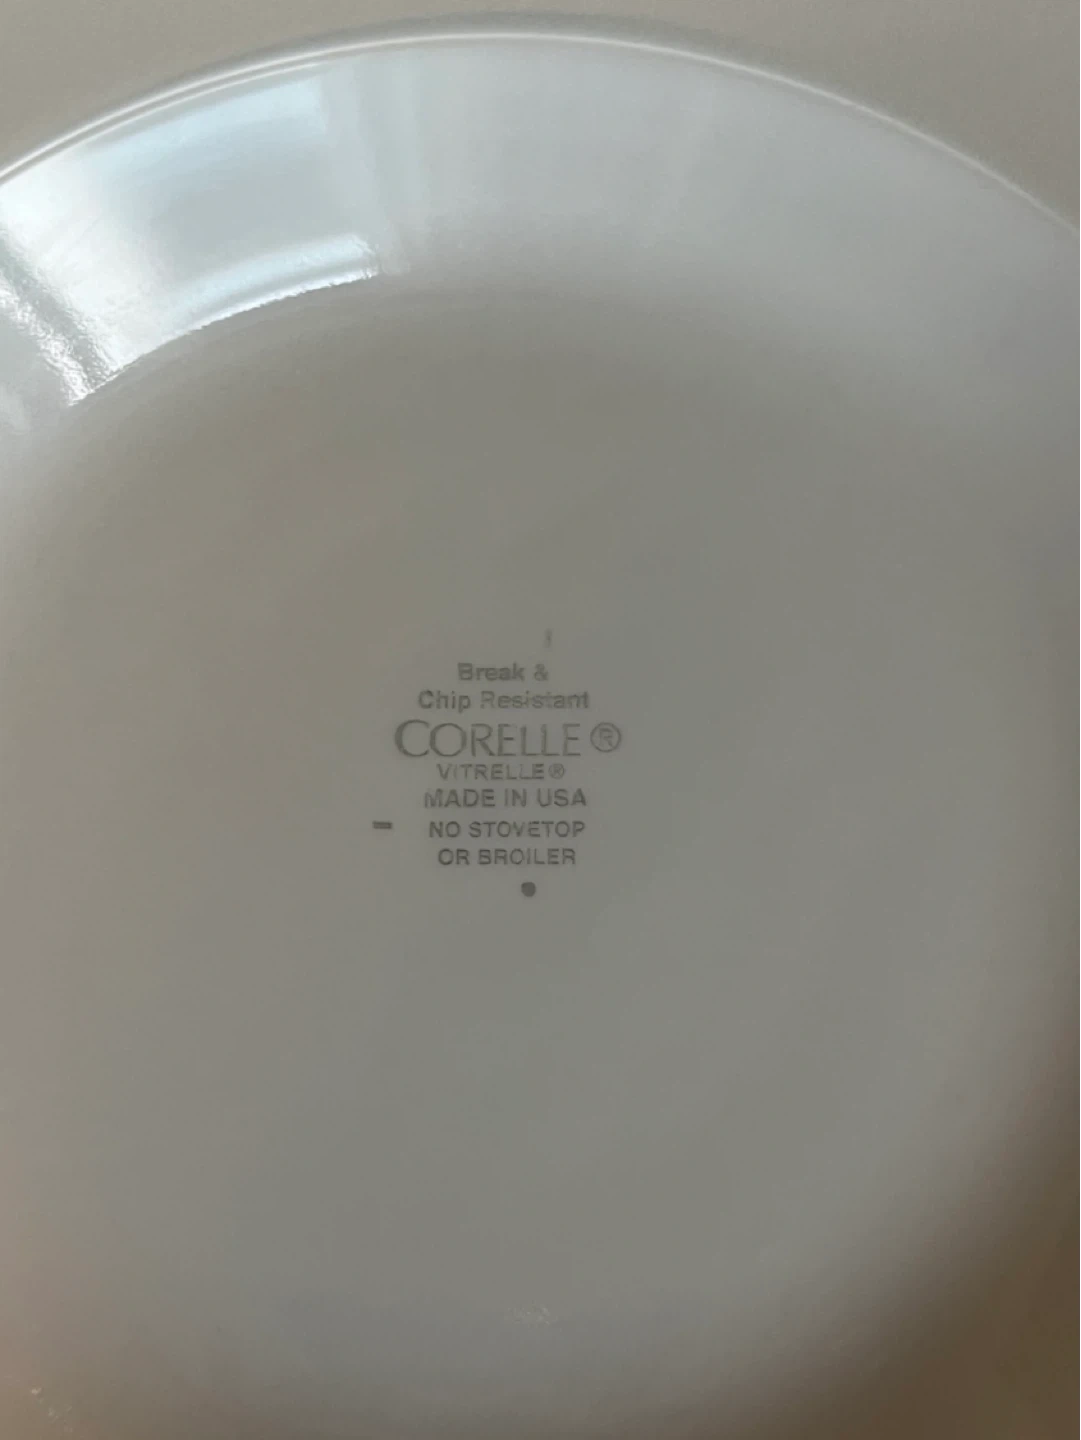 Break &
Chip Resistant
CORELLE®
VITRELLE®
MADE IN USA
NO STOVETOP
OR BROILER